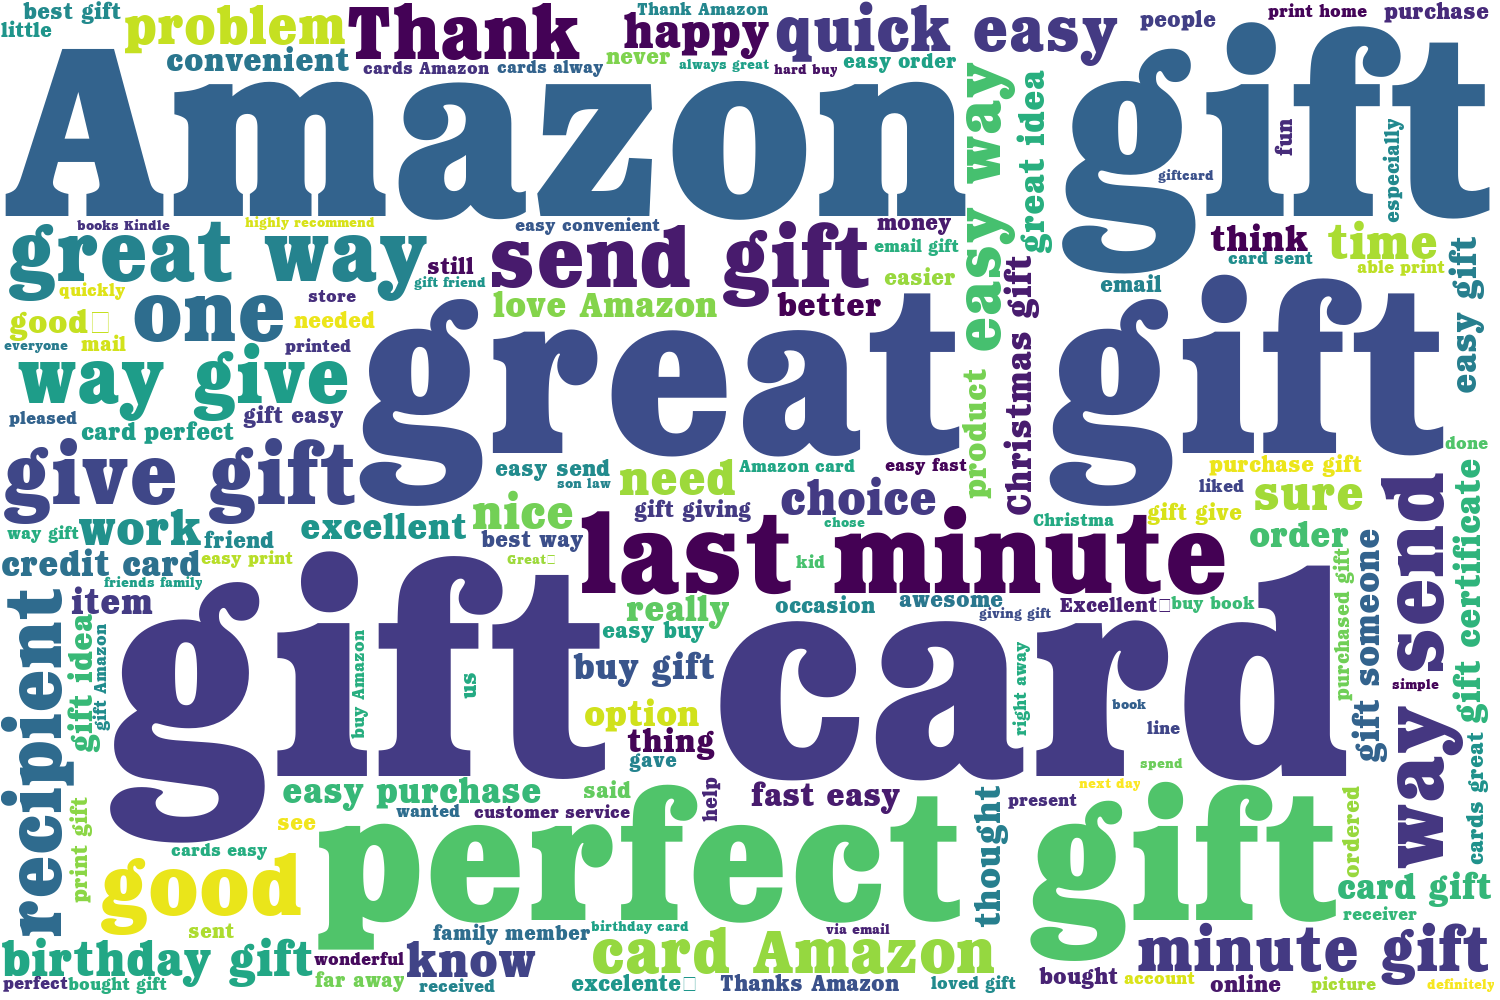 best gift
little
problem
Thank
Thank Amazon
happy
quick easy
people
print home
purchase
convenient
cards Amazon
cards alway
never
always great
hard buy
easy order
Amazon gift
easy way
great idea
giftcard
fun
especially
books Kindle
highly recommend
easy convenient
money
great way
still
gift friend
send gift
email gift
think
card sent
time
able print
easy gift
quickly
store
love Amazon
better
easier
email
good□
one
needed
everyone
mail
printed
great gift
Christmas gift
product
way give
pleased
gift easy
card perfect
done
give gift
easy send
son law
need
Amazon card
easy fast
purchase gift
liked
sure
choice
gift giving
chose
Christma
gift give
order
way gift
work
friend
excellent
nice
best way
last minute
credit card
easy print
Great□
kid
friends family
item
really
occasion
awesome
giving gift
Excellent□
buy book
purchased gift
gift someone
way send
gift certificate
recipient
gift idea
gift Amazon
gift card
buy Amazon
us
easy buy
buy gift
right away
book
simple
option
thing
line
gave
spend
cards great
easy purchase
said
help
fast easy
next day
present
wanted
customer service
thought
ordered
see
print gift
cards easy
perfect gift
good
card gift
receiver
sent
family member
birthday card
via email
birthday gift
wonderful
know
card Amazon
minute gift
perfect
bought gift
far away
received
excelente□
Thanks Amazon
loved gift
bought
account
online
picture
definitely